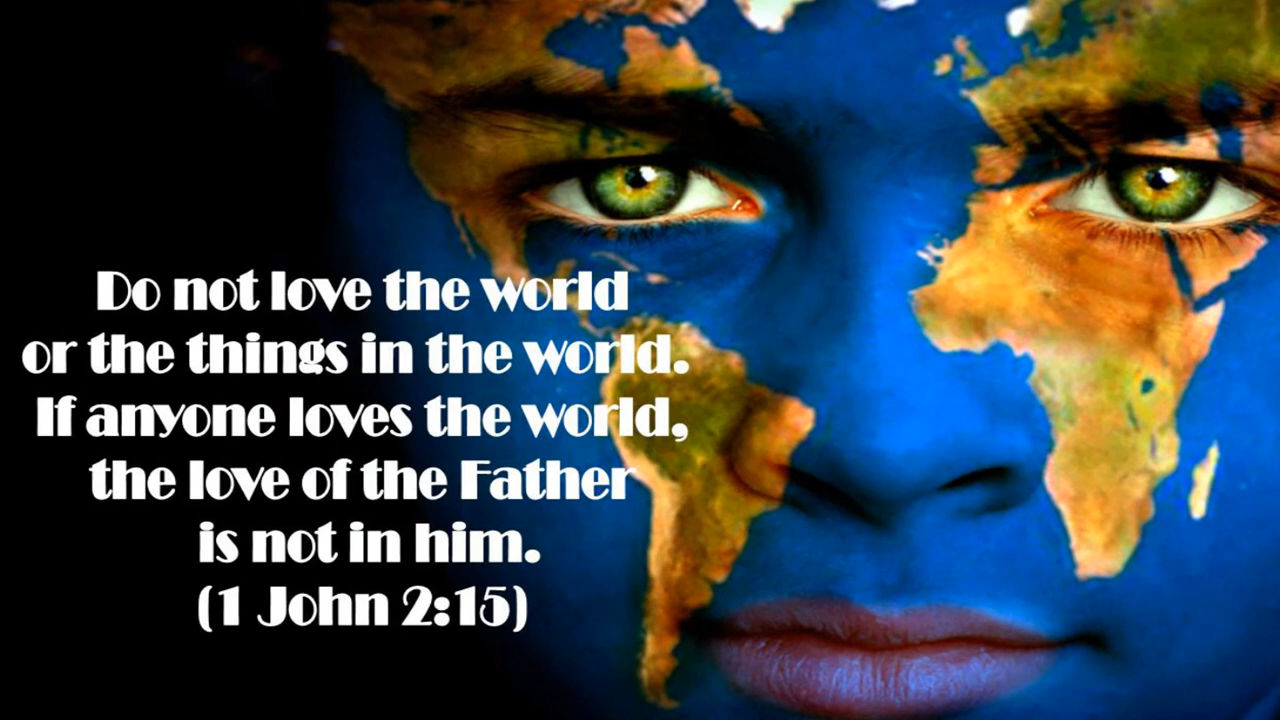 Do not love the world
or the things in the world.
If anyone loves the world,
the love of the Father
is not in him.
(1 John 2:15)